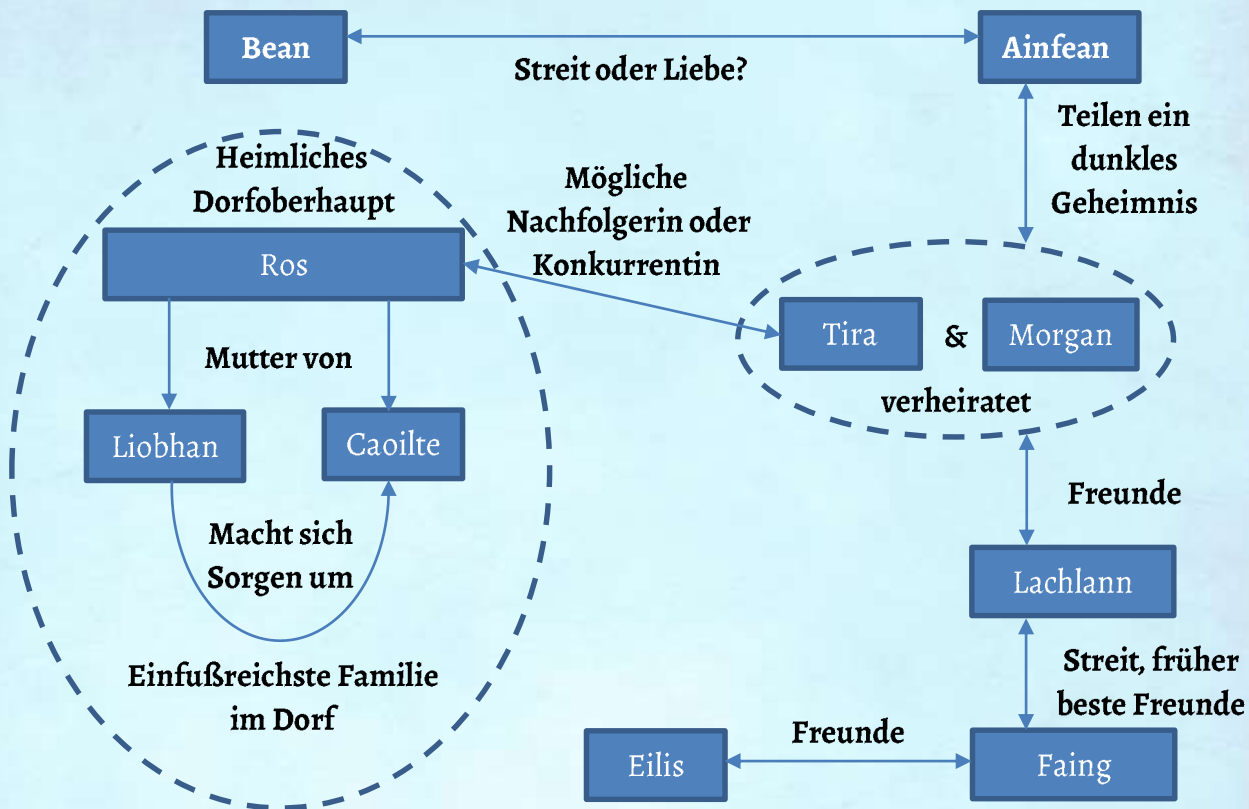 Bean
Ainfean
Streit oder Liebe?
Teilen ein
dunkles
Geheimnis
Heimliches
Dorfoberhaupt
Ros
Mögliche
Nachfolgerin oder
Konkurrentin
Tira
&
Morgan
verheiratet
Mutter von
Liobhan
Caoilte
Macht sich
Sorgen um
Einfußreichste Familie
im Dorf
Freunde
Lachlann
Streit, früher
beste Freunde
Eilis
Freunde
Faing